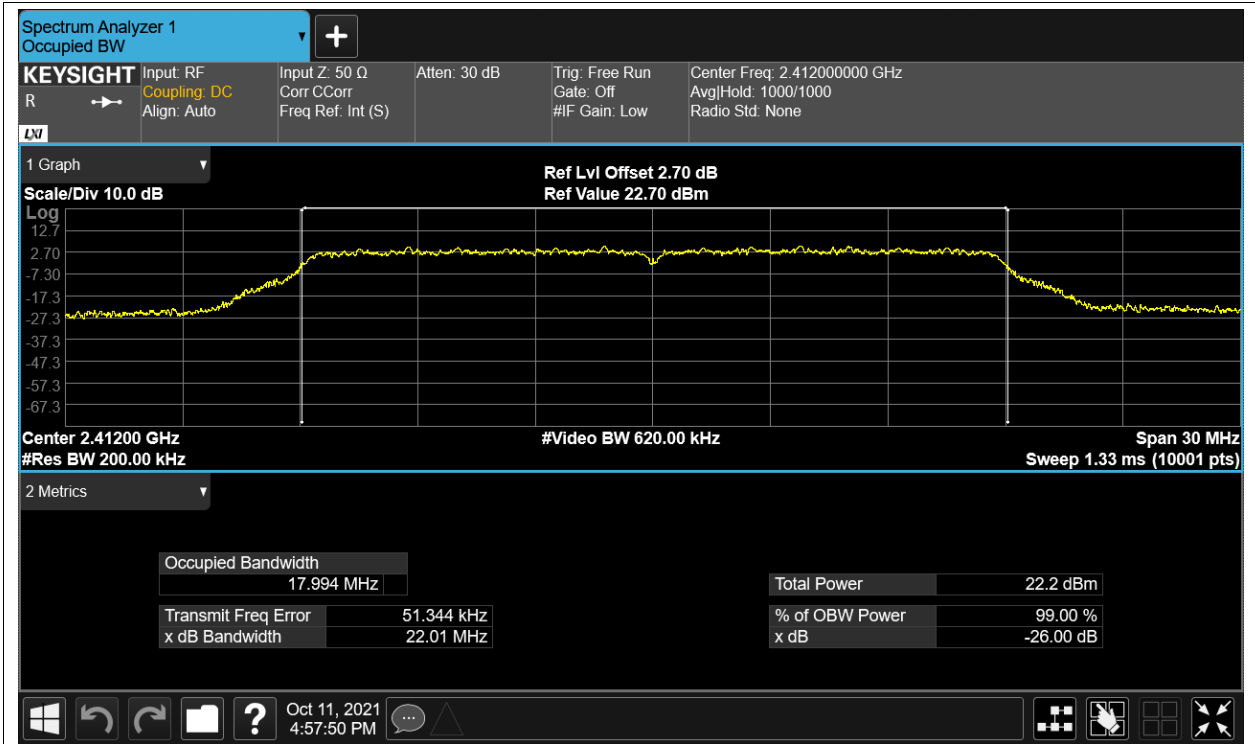 Spectrum Analyzer 1
Occupied BW
KEYSIGHT
R
LXI
Input: RF
Coupling: DC
Align: Auto
Input Z: 50 Ω
Corr CCorr
Freq Ref: Int (S)
Atten: 30 dB
Trig: Free Run
Gate: Off
#IF Gain: Low
Center Freq: 2.412000000 GHz
Avg|Hold: 1000/1000
Radio Std: None
1 Graph
Scale/Div 10.0 dB
Ref Lvl Offset 2.70 dB
Ref Value 22.70 dBm
Log
12.7
2.70
-7.30
-17.3
-27.3
-37.3
-47.3
-57.3
-67.3
Center 2.41200 GHz
#Video BW 620.00 kHz
Span 30 MHz
#Res BW 200.00 kHz
Sweep 1.33 ms (10001 pts)
2 Metrics
Occupied Bandwidth
17.994 MHz
Total Power 22.2 dBm
Transmit Freq Error 51.344 kHz
% of OBW Power 99.00 %
x dB Bandwidth 22.01 MHz
x dB -26.00 dB
?
Oct 11, 2021
4:57:50 PM